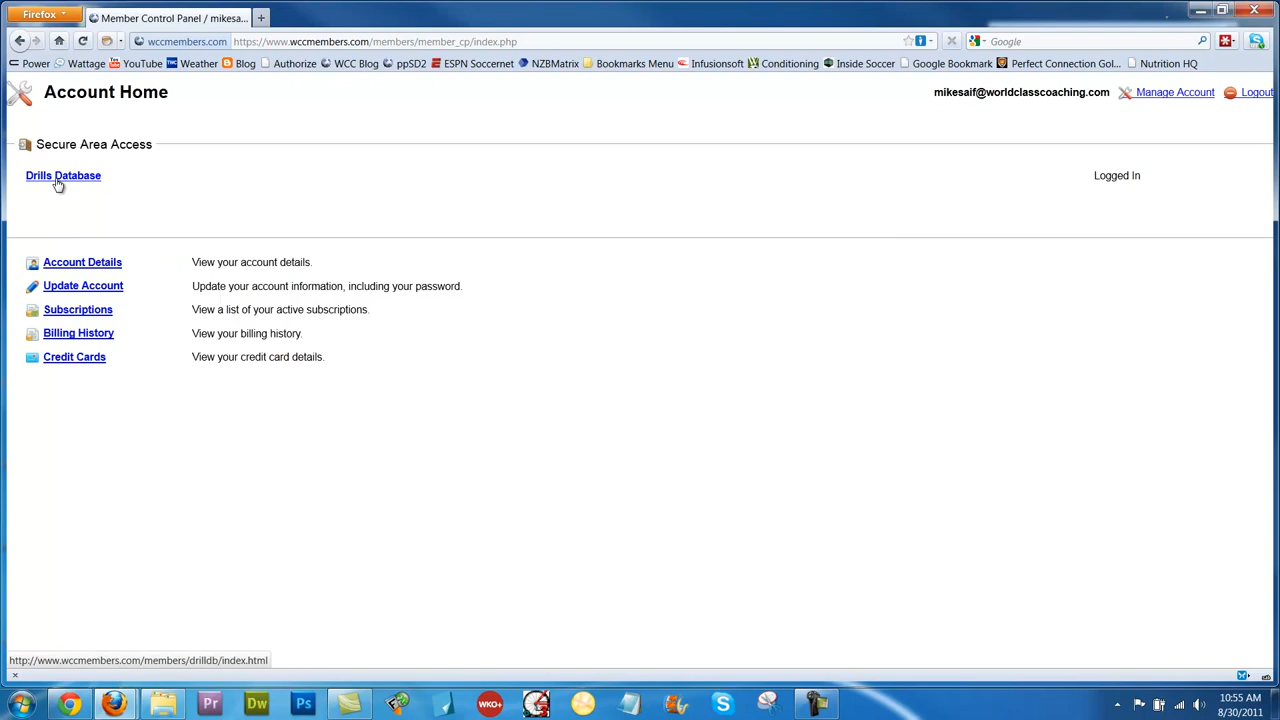 Firefox
Member Control Panel / mikesa...
wccmembers.com https://www.wccmembers.com/members/member_cp/index.php
Google
Power Wattage YouTube Weather Blog Authorize WCC Blog ppSD2 ESPN Soccernet NZBMatrix Bookmarks Menu Infusionsoft Conditioning Inside Soccer Google Bookmark Perfect Connection Gol... Nutrition HQ
Account Home
mikesaif@worldclasscoaching.com Manage Account Logout
Secure Area Access
Drills Database Logged In
Account Details View your account details.
Update Account Update your account information, including your password.
Subscriptions View a list of your active subscriptions.
Billing History View your billing history.
Credit Cards View your credit card details.
http://www.wccmembers.com/members/drilldb/index.html
Pr Dw Ps WKO+
10:55 AM
8/30/2011